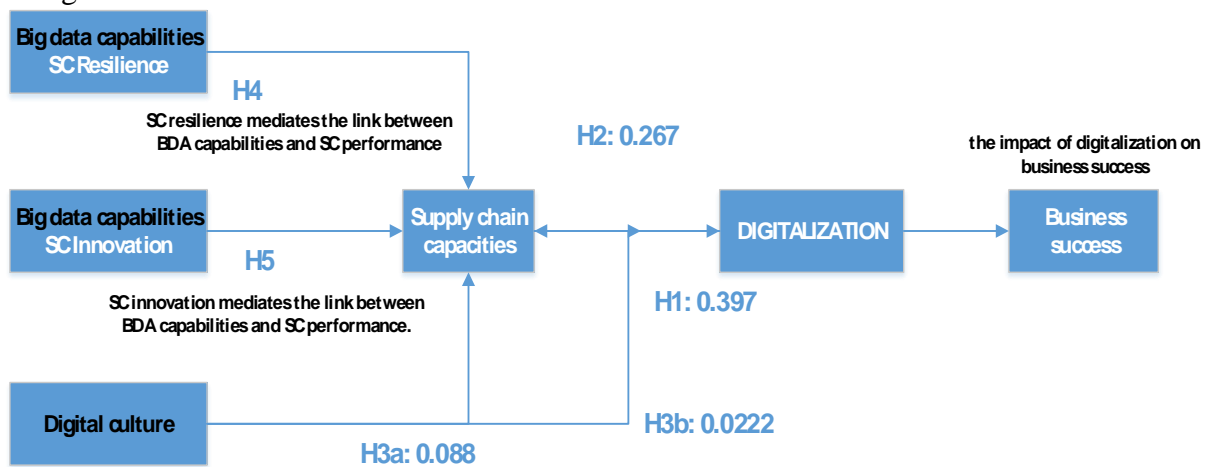 Big data capabilities
SC Resilience
H4
SC resilience mediates the link between
BDA capabilities and SC performance
H2: 0.267
the impact of digitalization on
business success
Big data capabilities
SC Innovation
Supply chain
capacities
DIGITALIZATION
Business
success
H5
SC innovation mediates the link between
BDA capabilities and SC performance.
H1: 0.397
Digital culture
H3b: 0.0222
H3a: 0.088